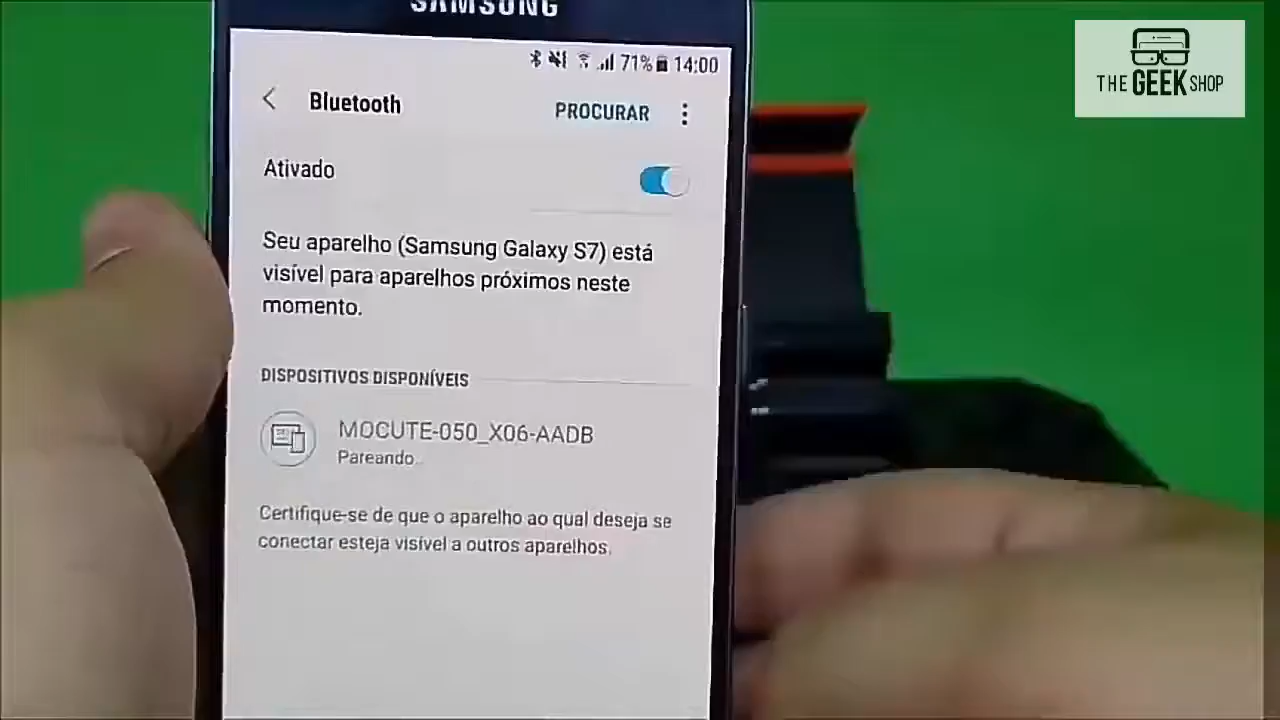 SAMSUNG
71% 14:00
Bluetooth
PROCURAR
Ativado
Seu aparelho (Samsung Galaxy S7) está
visível para aparelhos próximos neste
momento.
DISPOSITIVOS DISPONÍVEIS
MOCUTE-050_X06-AADB
Pareando..
Certifique-se de que o aparelho ao qual deseja se
conectar esteja visível a outros aparelhos.
THE GEEK SHOP